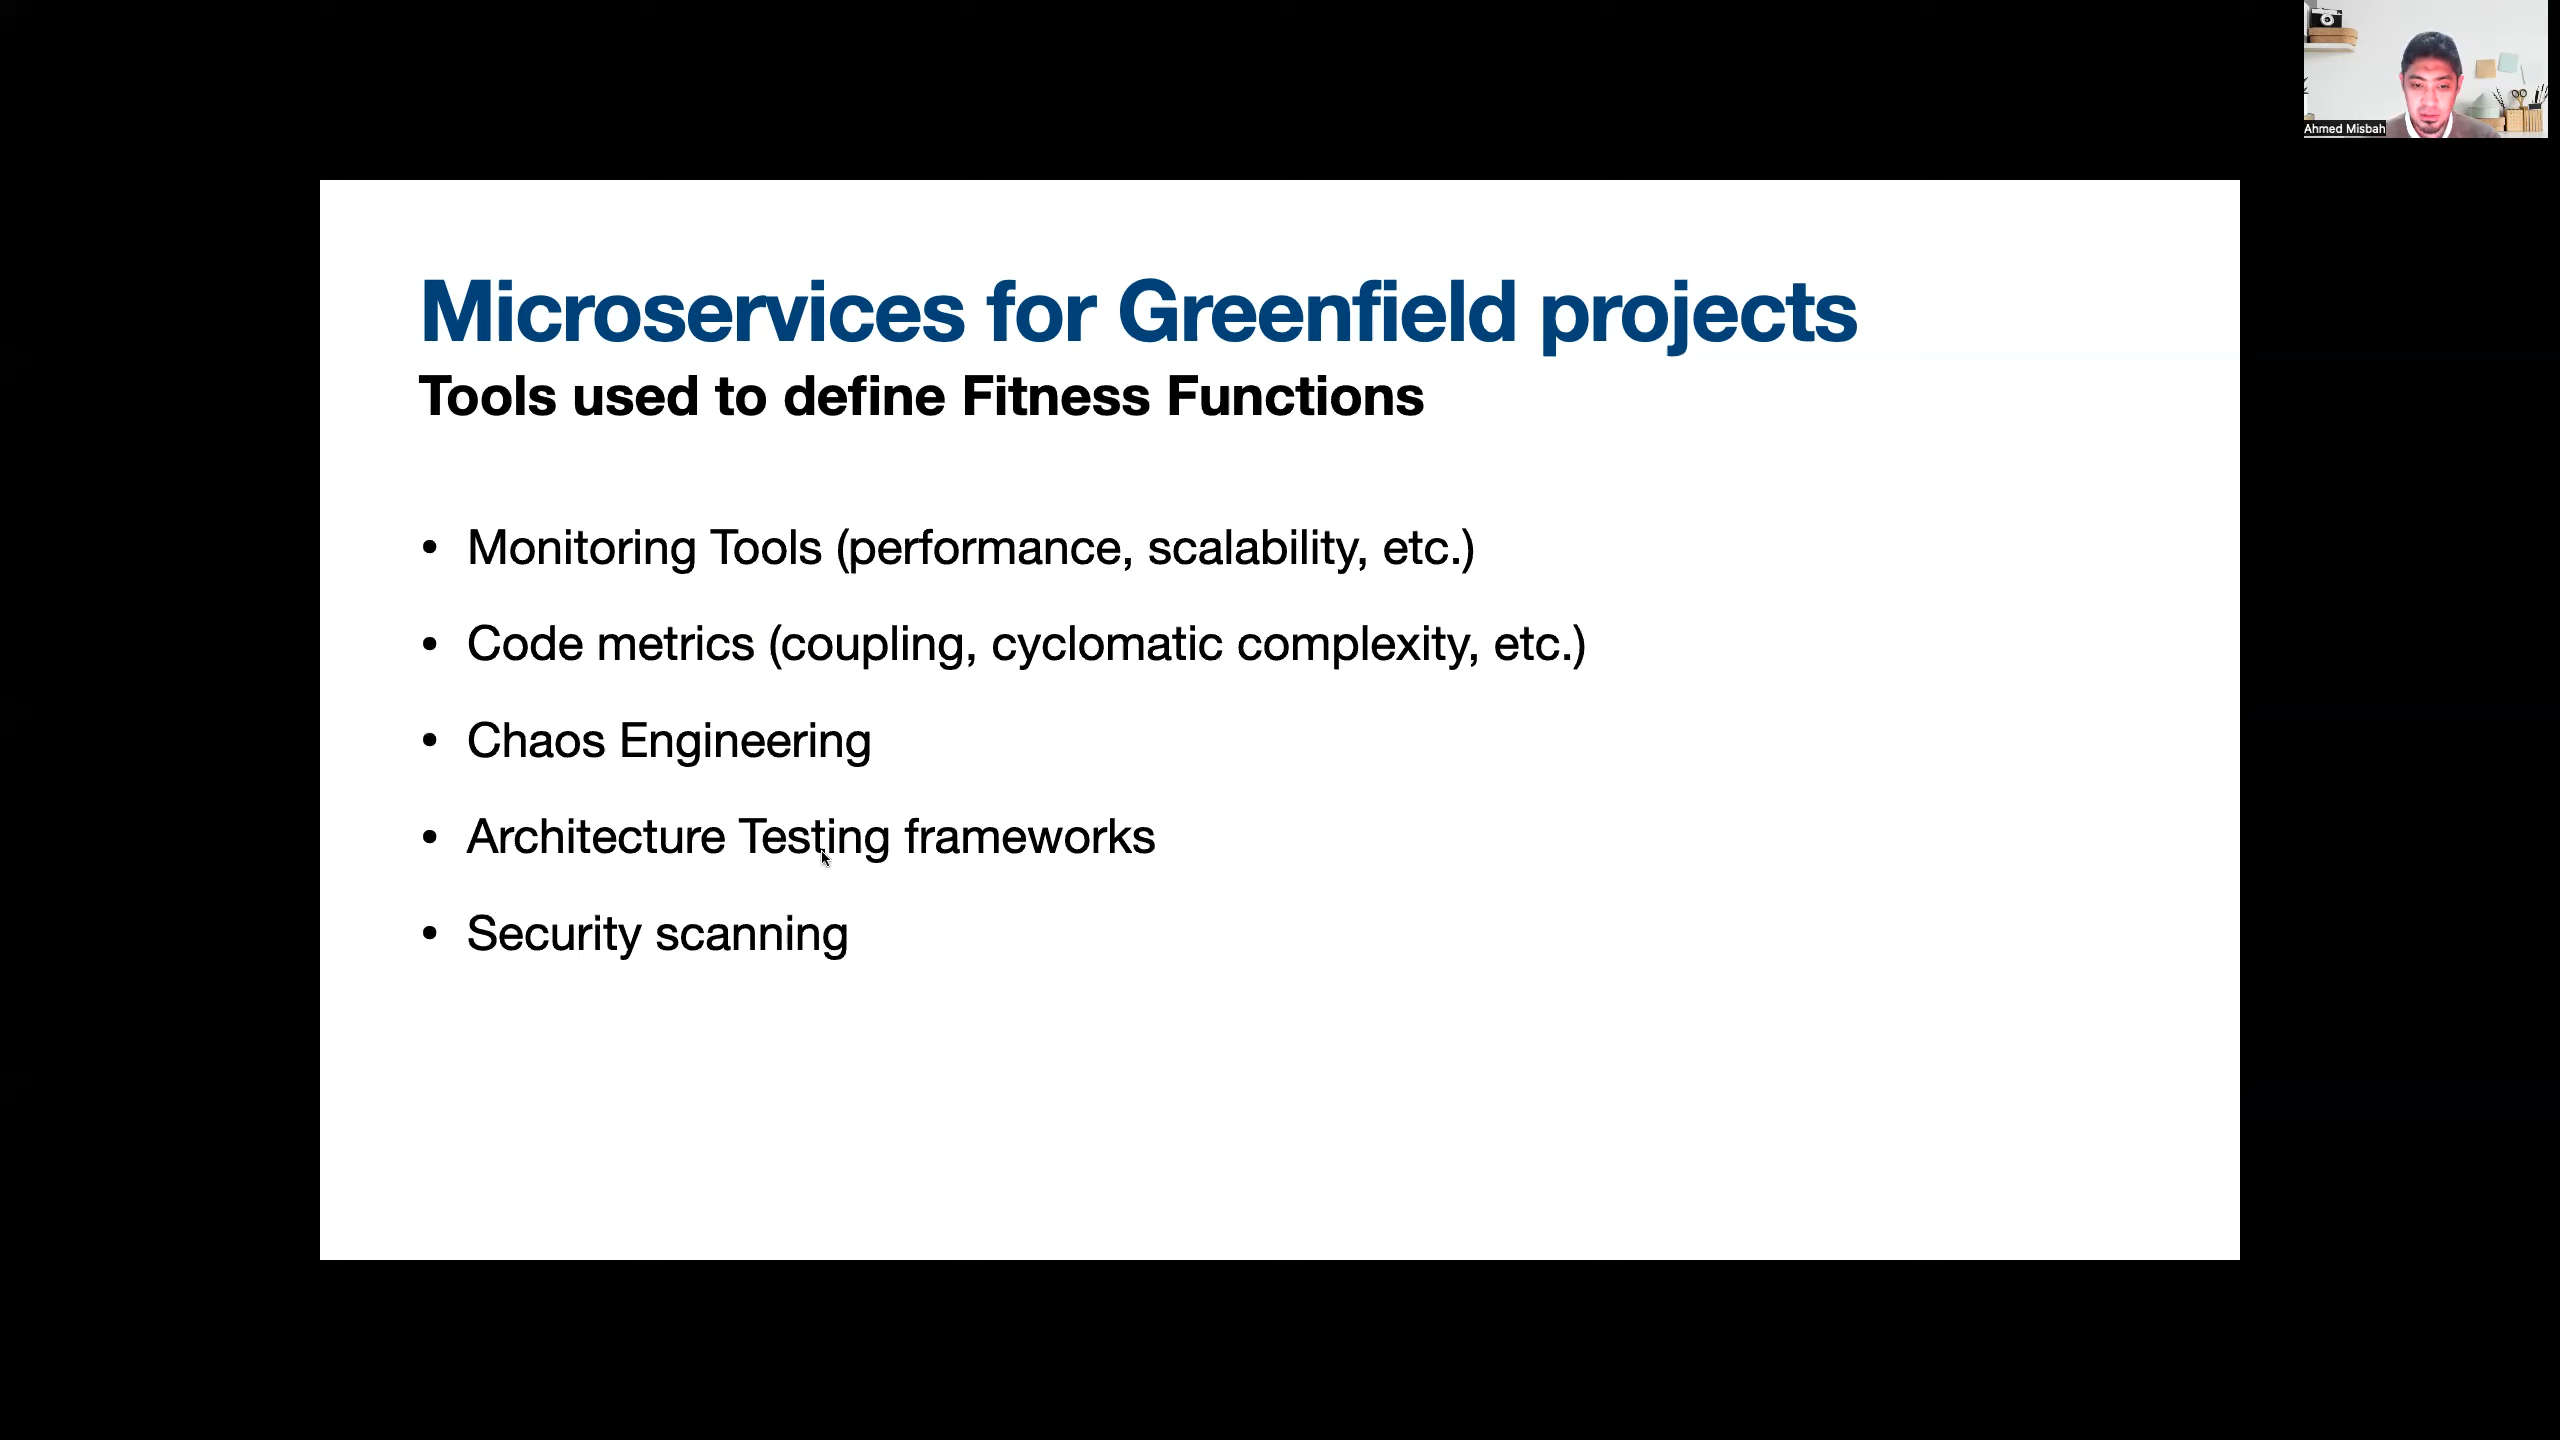 Ahmed Misbah
Microservices for Greenfield projects
Tools used to define Fitness Functions
• Monitoring Tools (performance, scalability, etc.)
• Code metrics (coupling, cyclomatic complexity, etc.)
• Chaos Engineering
• Architecture Testing frameworks
• Security scanning